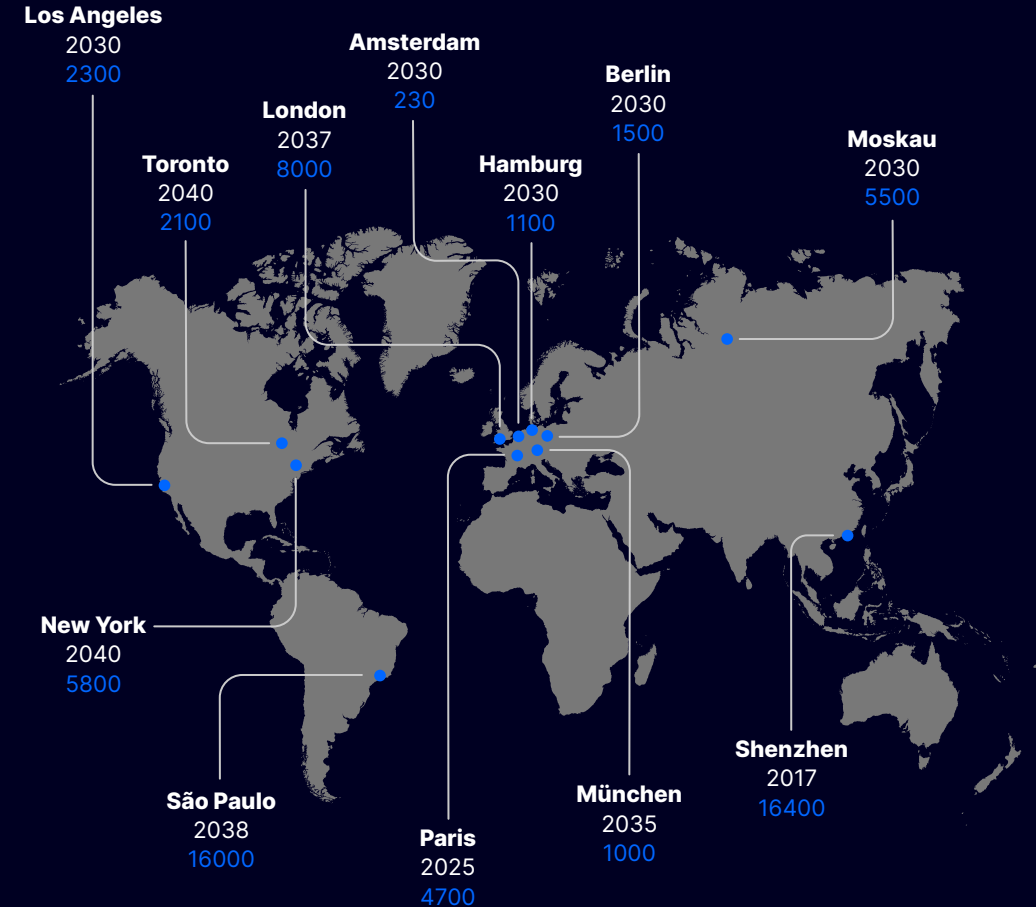 Los Angeles
2030
2300
Amsterdam
2030
230
Berlin
2030
1500
London
2037
8000
Moskau
2030
5500
Toronto
2040
2100
Hamburg
2030
1100
New York
2040
5800
São Paulo
2038
16000
Paris
2025
4700
München
2035
1000
Shenzhen
2017
16400